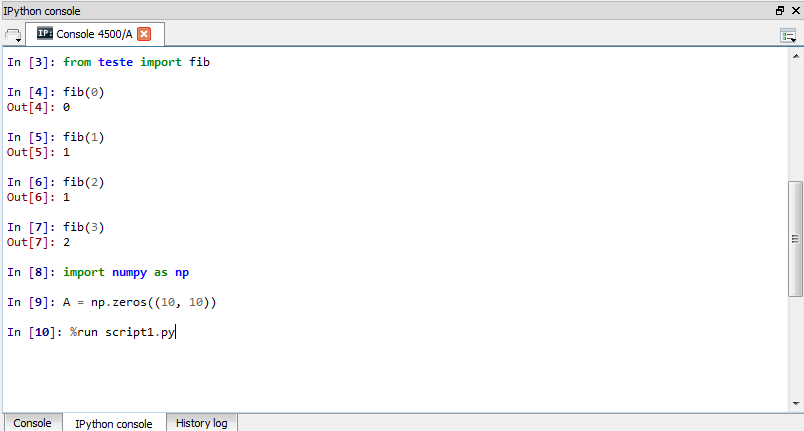 IPython console
IP: Console 4500/A
In [3]: from teste import fib
In [4]: fib(0)
Out[4]: 0
In [5]: fib(1)
Out[5]: 1
In [6]: fib(2)
Out[6]: 1
In [7]: fib(3)
Out[7]: 2
In [8]: import numpy as np
In [9]: A = np.zeros((10, 10))
In [10]: %run script1.py
Console
IPython console
History log